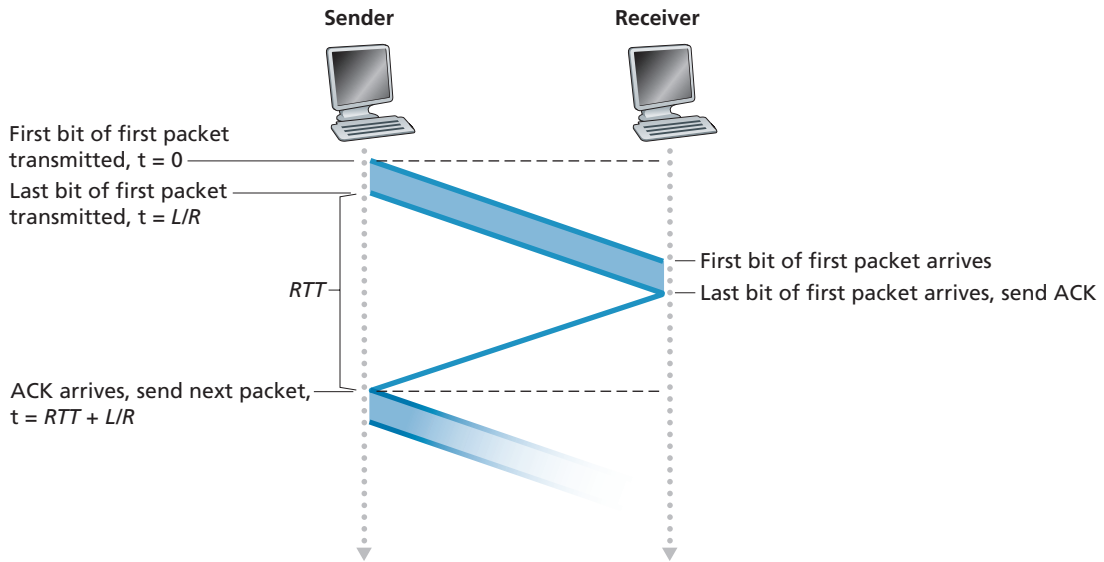 Sender
Receiver
First bit of first packet
transmitted, t = 0
Last bit of first packet
transmitted, t = L/R
First bit of first packet arrives
RTT
Last bit of first packet arrives, send ACK
ACK arrives, send next packet,
t = RTT + L/R